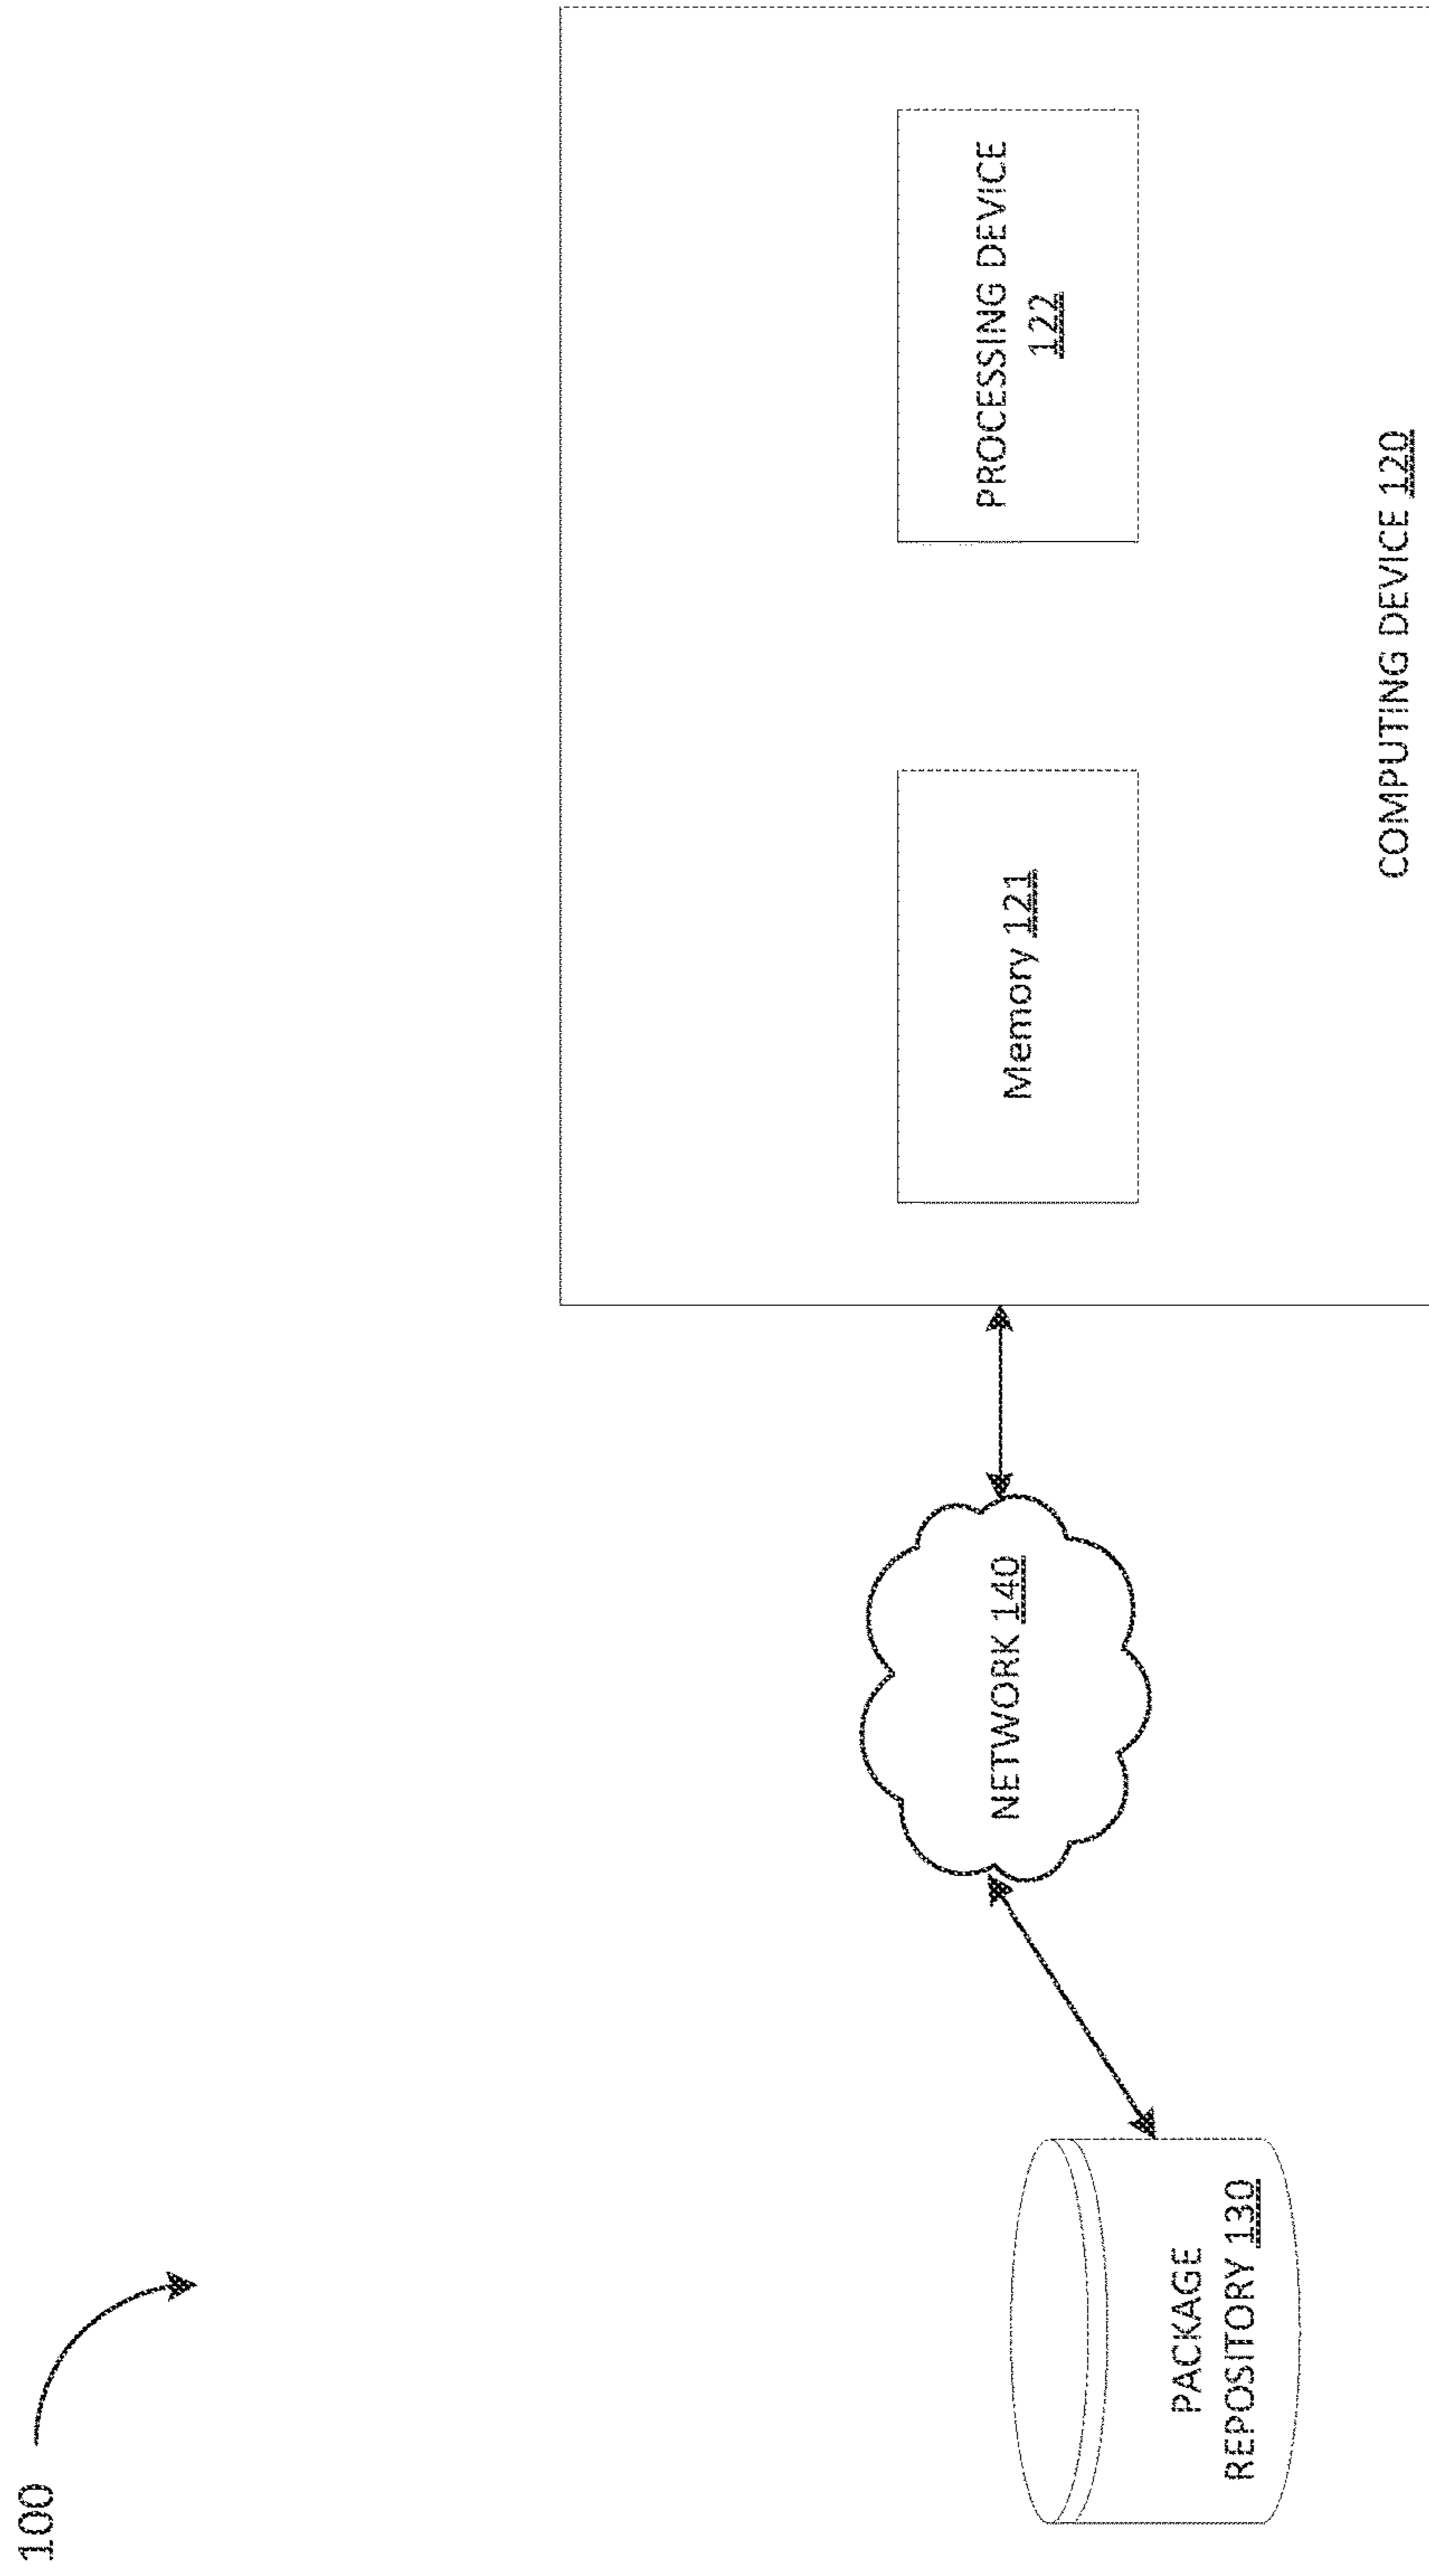 100
PACKAGE
REPOSITORY 130
NETWORK 140
Memory 121
PROCESSING DEVICE
122
COMPUTING DEVICE 120